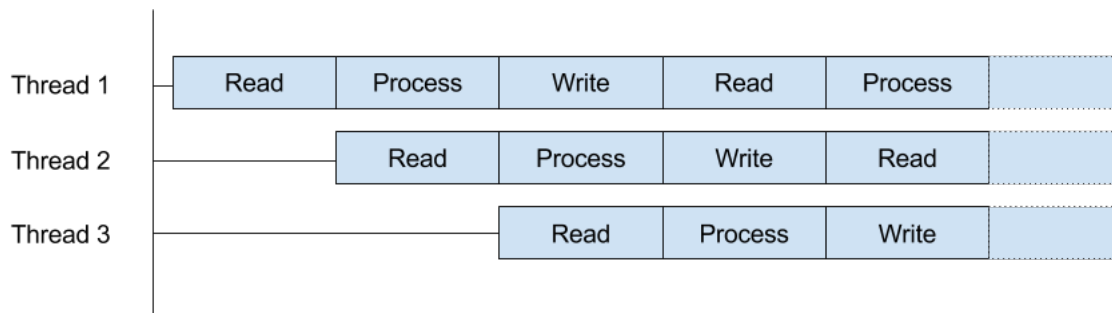 Thread 1 Read Process Write Read Process
Thread 2 Read Process Write Read
Thread 3 Read Process Write